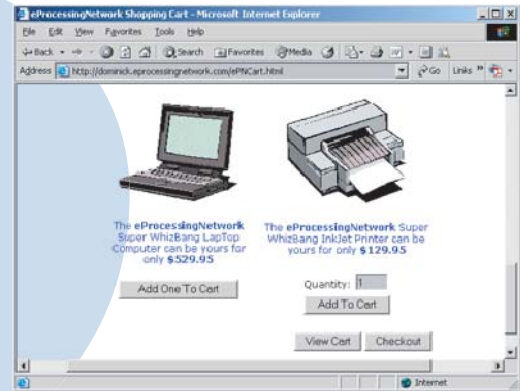 eProcessingNetwork Shopping Cart - Microsoft Internet Explorer
File Edit View Favorites Tools Help
Back Search Favorites Media
Address http://dominick.eprocessingnetwork.com/ePNCart.html Go Links »
The eProcessingNetwork
Super WhizBang LapTop
Computer can be yours for
only $529.95
Add One To Cart
The eProcessingNetwork Super
WhizBang InkJet Printer can be
yours for only $129.95
Quantity: 1
Add To Cart
View Cart Checkout
Internet